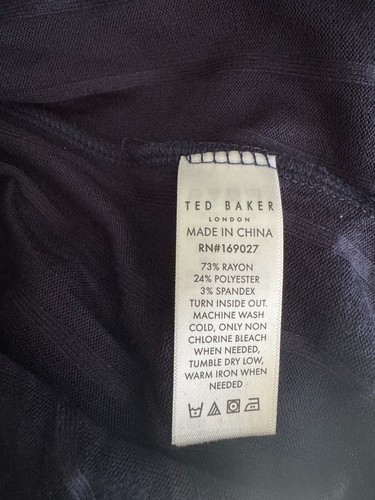 TED BAKER
LONDON
MADE IN CHINA
RN#169027
73% RAYON
24% POLYESTER
3% SPANDEX
TURN INSIDE OUT.
MACHINE WASH
COLD, ONLY NON
CHLORINE BLEACH
WHEN NEEDED,
TUMBLE DRY LOW,
WARM IRON WHEN
NEEDED